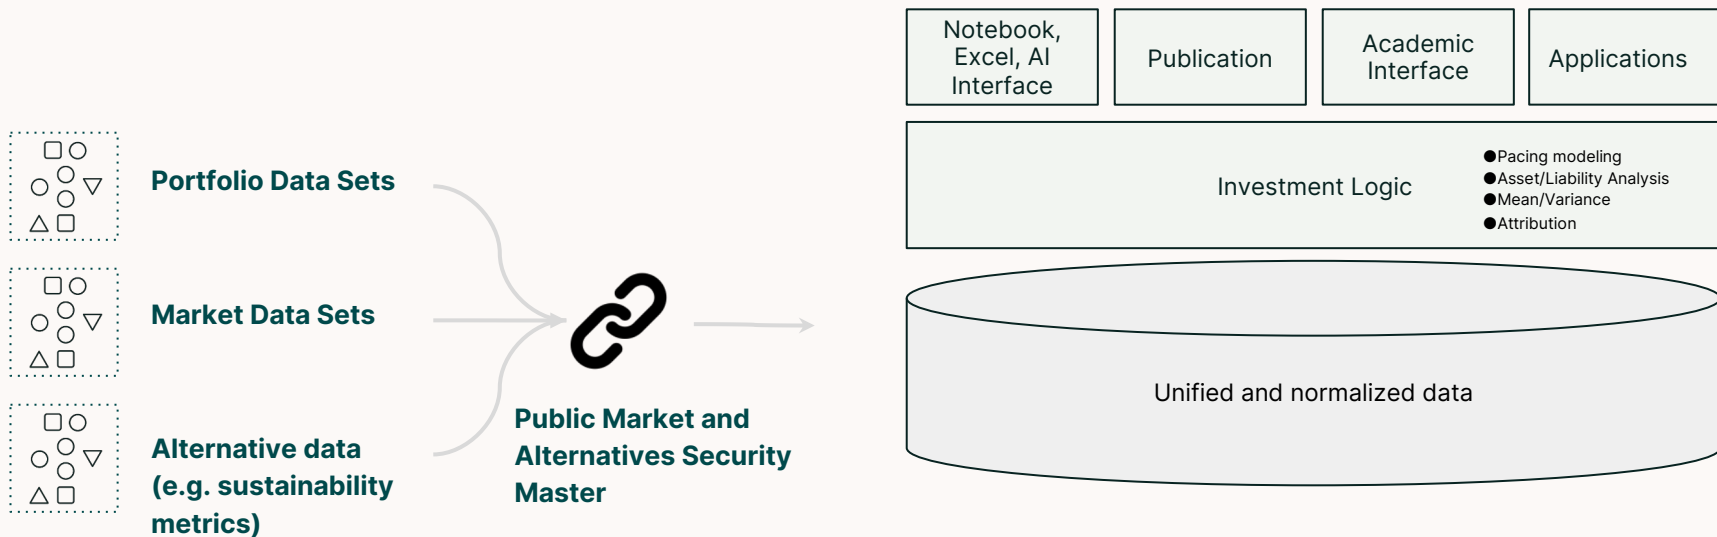 Portfolio Data Sets
Market Data Sets
Alternative data
(e.g. sustainability
metrics)
Public Market and
Alternatives Security
Master
Notebook,
Excel, AI
Interface
Publication
Academic
Interface
Applications
Investment Logic
●Pacing modeling
●Asset/Liability Analysis
●Mean/Variance
●Attribution
Unified and normalized data